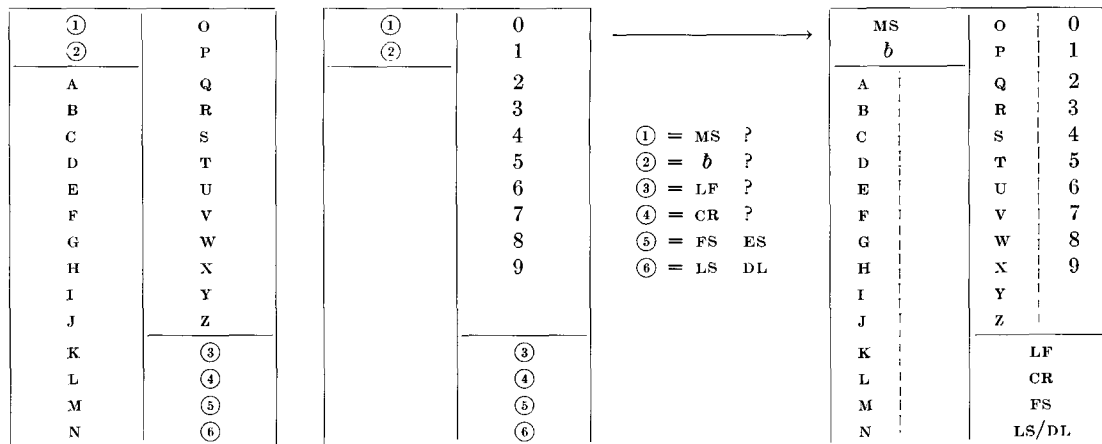 ① O ① 0 MS O 0
② P ② 1 ƀ P 1
A Q 2 A Q 2
B R 3 B R 3
C S 4 ① = MS ? C S 4
D T 5 ② = ƀ ? D T 5
E U 6 ③ = LF ? E U 6
F V 7 ④ = CR ? F V 7
G W 8 ⑤ = FS ES G W 8
H X 9 ⑥ = LS DL H X 9
I Y I Y
J Z J Z
K ③ ③ K LF
L ④ ④ L CR
M ⑤ ⑤ M FS
N ⑥ ⑥ N LS/DL